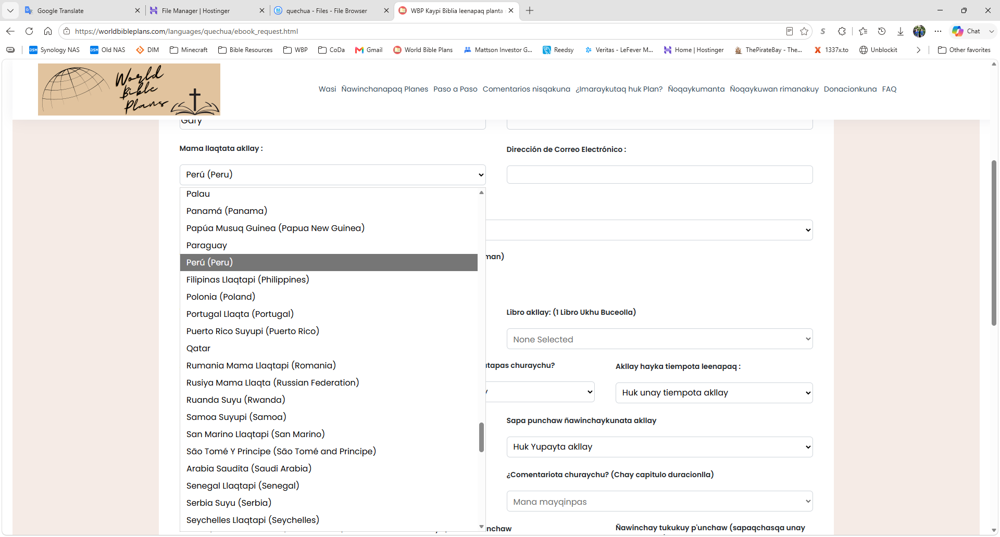 Google Translate
File Manager | Hostinger
quechua - Files - File Browser
WBP Kaypi Biblia leenapaq planta
https://worldbibleplans.com/languages/quechua/ebook_request.html
Chat
Synology NAS
Old NAS
DIM
Minecraft
Bible Resources
WBP
CoDa
Gmail
World Bible Plans
Mattson Investor G...
Reedsy
Veritas - LeFever M...
Home | Hostinger
ThePirateBay - The...
1337x.to
Unblockit
Other favorites
World
Bible
Plans
Wasi Ñawinchanapaq Planes Paso a Paso Comentarios nisqakuna ¿Imaraykutaq huk Plan? Ñoqaykumanta Ñoqaykuwan rimanakuy Donacionkuna FAQ
Gary
Mama llaqtata akllay :
Dirección de Correo Electrónico :
Perú (Peru)
Palau
Panamá (Panama)
Papúa Musuq Guinea (Papua New Guinea)
Paraguay
Perú (Peru)
Filipinas Llaqtapi (Philippines)
Polonia (Poland)
Portugal Llaqta (Portugal)
Puerto Rico Suyupi (Puerto Rico)
Qatar
Rumania Mama Llaqtapi (Romania)
Rusiya Mama Llaqta (Russian Federation)
Ruanda Suyu (Rwanda)
Samoa Suyupi (Samoa)
San Marino Llaqtapi (San Marino)
São Tomé Y Principe (São Tomé and Principe)
Arabia Saudita (Saudi Arabia)
Senegal Llaqtapi (Senegal)
Serbia Suyu (Serbia)
Seychelles Llaqtapi (Seychelles)
man)
Libro akllay: (1 Libro Ukhu Buceolla)
None Selected
tapas churaychu?
Akllay hayka tiempota leenapaq :
Huk unay tiempota akllay
Sapa punchaw ñawinchaykunata akllay
Huk Yupayta akllay
¿Comentariota churaychu? (Chay capitulo duracionlla)
Mana mayqinpas
nchaw
Ñawinchay tukukuy p'unchaw (sapaqchasqa unay